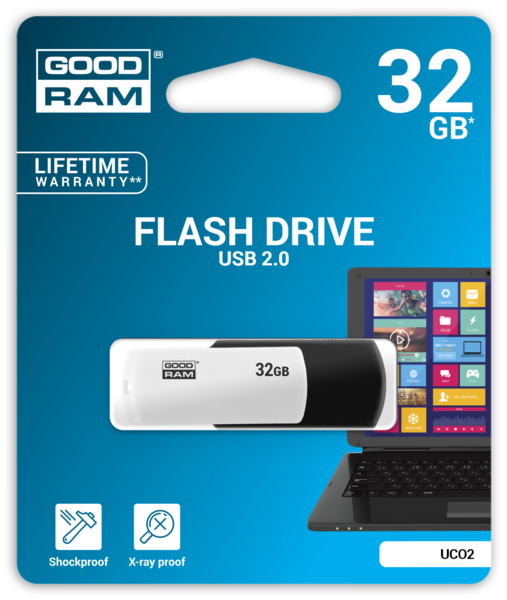 GOOD
RAM
®
32
GB*
LIFETIME
WARRANTY**
FLASH DRIVE
USB 2.0
GOOD
RAM
®
32GB
Shockproof
X-ray proof
UCO2